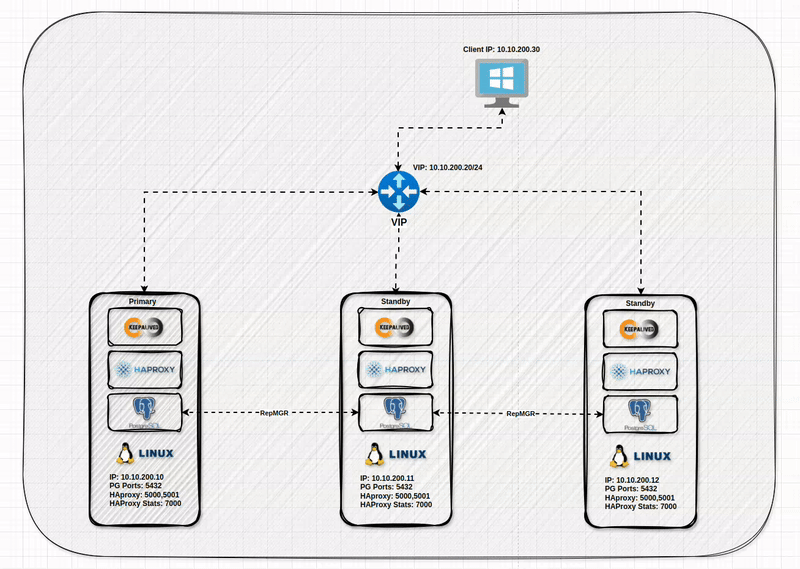 Client IP: 10.10.200.30
VIP: 10.10.200.20/24
VIP
Primary
KEEPALIVED
HAPROXY
PostgreSQL
LINUX
IP: 10.10.200.10
PG Ports: 5432
HAproxy: 5000,5001
HAProxy Stats: 7000
RepMGR
Standby
KEEPALIVED
HAPROXY
PostgreSQL
LINUX
IP: 10.10.200.11
PG Ports: 5432
HAproxy: 5000,5001
HAProxy Stats: 7000
RepMGR
Standby
KEEPALIVED
HAPROXY
PostgreSQL
LINUX
IP: 10.10.200.12
PG Ports: 5432
HAproxy: 5000,5001
HAProxy Stats: 7000